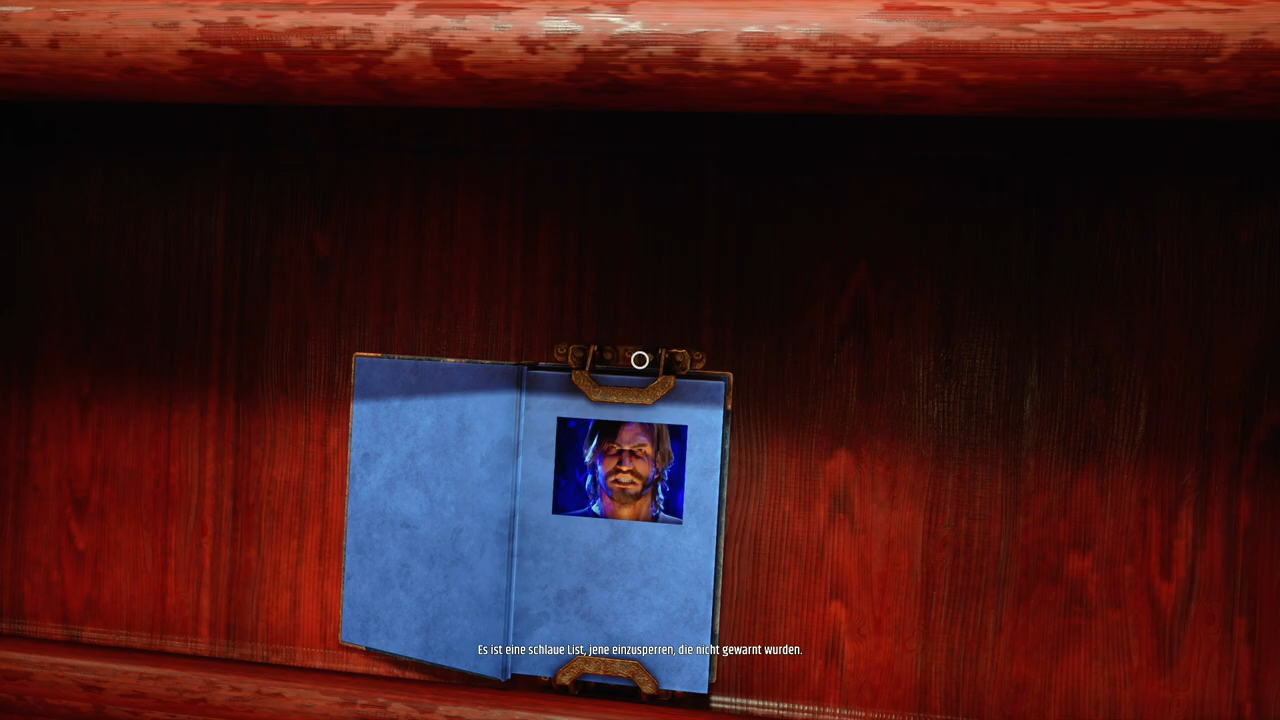 Es ist eine schlaue List, jene einzusperren, die nicht gewarnt wurden.